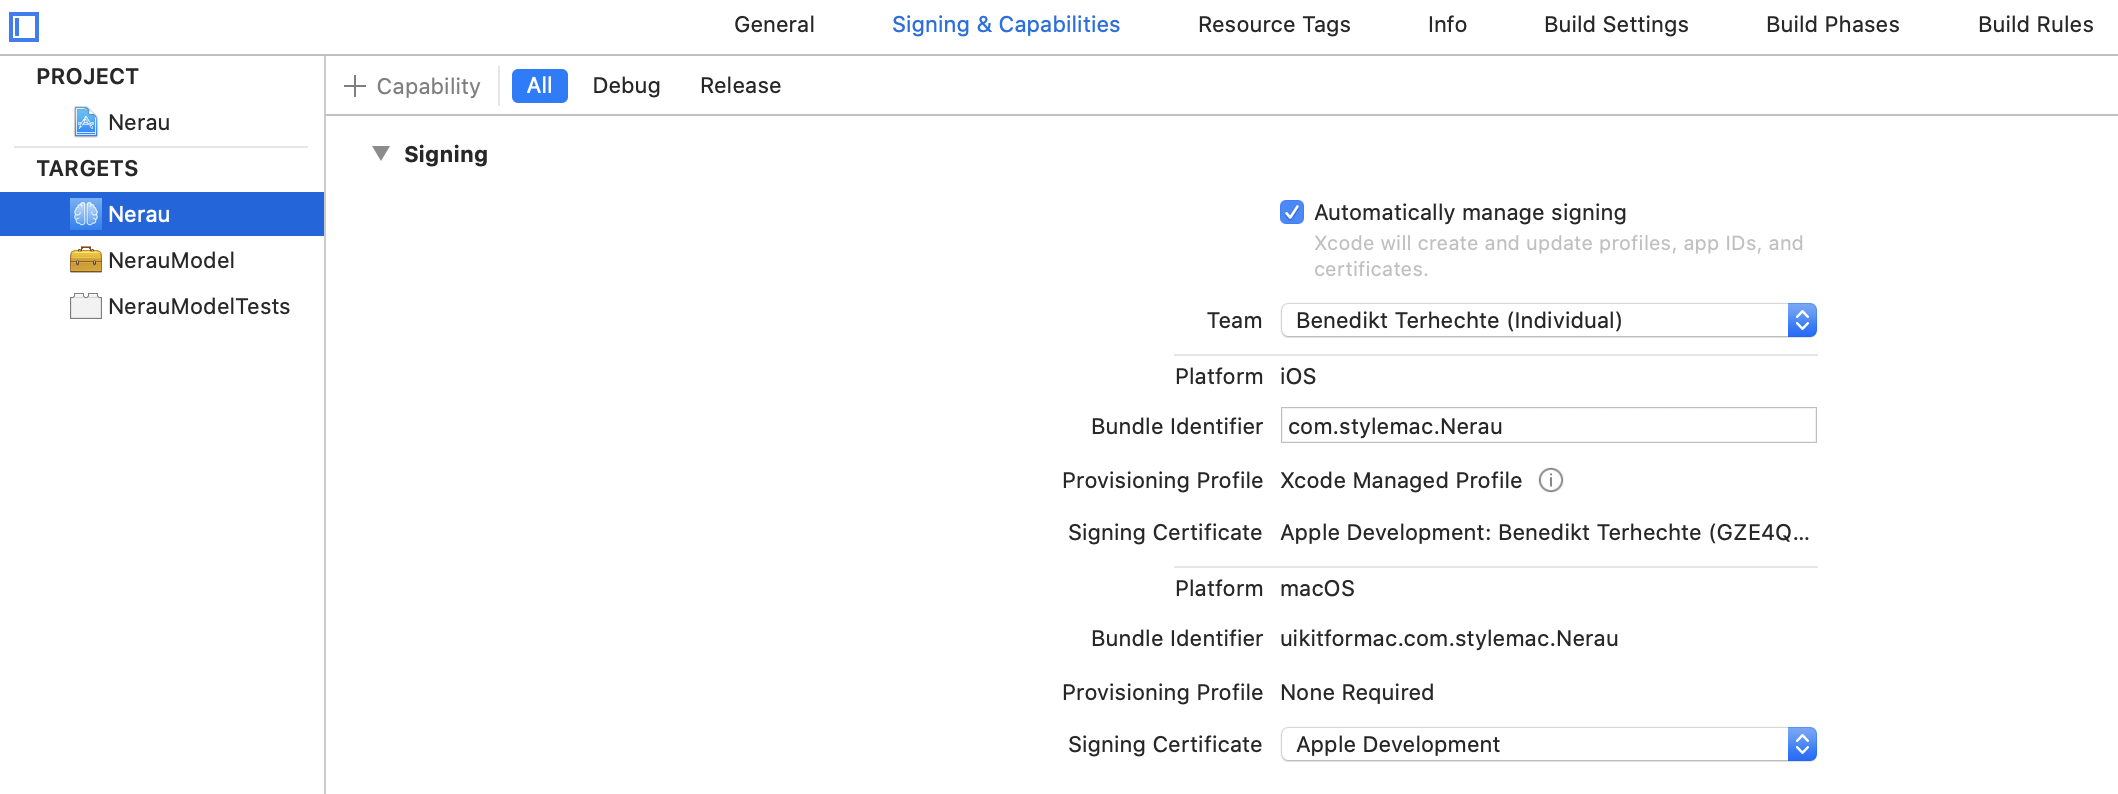 General Signing & Capabilities Resource Tags Info Build Settings Build Phases Build Rules
PROJECT
Nerau
TARGETS
Nerau
NerauModel
NerauModelTests
+ Capability All Debug Release
Signing
Automatically manage signing
Xcode will create and update profiles, app IDs, and
certificates.
Team Benedikt Terhechte (Individual)
Platform iOS
Bundle Identifier com.stylemac.Nerau
Provisioning Profile Xcode Managed Profile
Signing Certificate Apple Development: Benedikt Terhechte (GZE4Q...
Platform macOS
Bundle Identifier uikitformac.com.stylemac.Nerau
Provisioning Profile None Required
Signing Certificate Apple Development